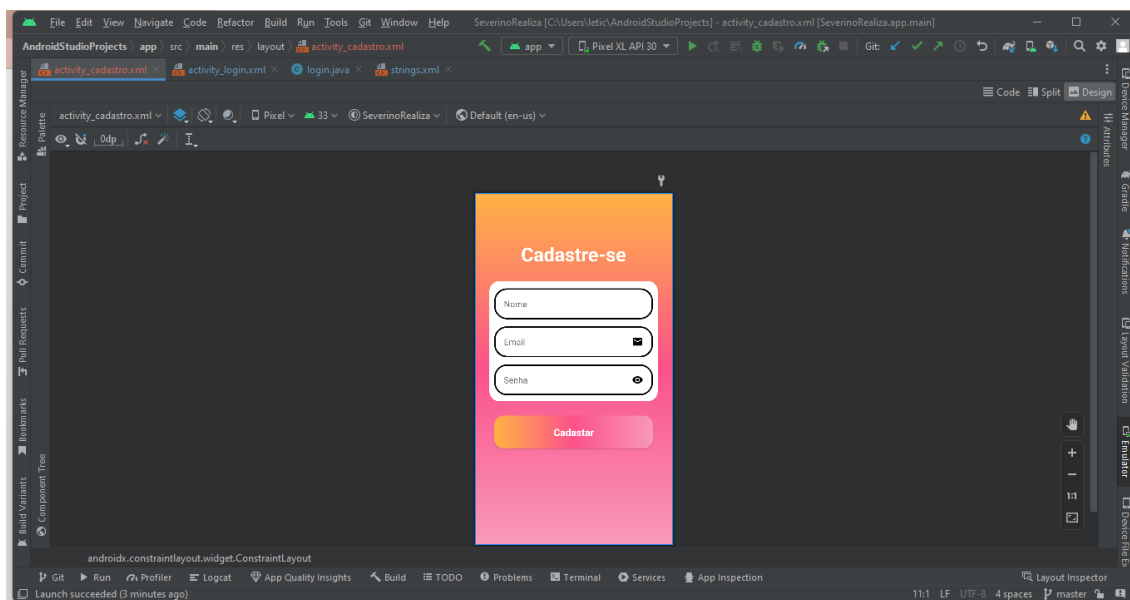 File Edit View Navigate Code Refactor Build Run Tools Git Window Help SeverinoRealiza [C:\Users\letic\AndroidStudioProjects] - activity_cadastro.xml [SeverinoRealiza.app.main]
AndroidStudioProjects app src main res layout activity_cadastro.xml app Pixel XL API 30 Git:
activity_cadastro.xml activity_login.xml login.java strings.xml
Code Split Design
activity_cadastro.xml Pixel 33 SeverinoRealiza Default (en-us)
0dp
Resource Manager
Project
Commit
Pull Requests
Bookmarks
Build Variants
Palette
Component Tree
Cadastre-se
Nome
Email
Senha
Cadastar
1:1
Attributes
Device Manager
Gradle
Notifications
Layout Validation
Emulator
Device File Ex
androidx.constraintlayout.widget.ConstraintLayout
Git Run Profiler Logcat App Quality Insights Build TODO Problems Terminal Services App Inspection Layout Inspector
Launch succeeded (3 minutes ago) 11:1 LF UTF-8 4 spaces master